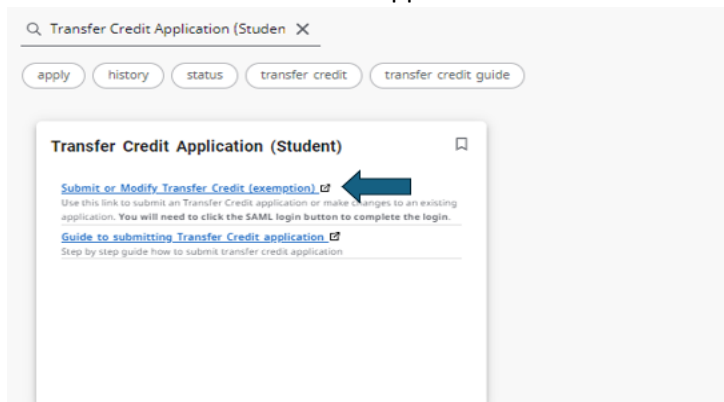 Transfer Credit Application (Studen
apply history status transfer credit transfer credit guide
Transfer Credit Application (Student)
Submit or Modify Transfer Credit (exemption)
Use this link to submit an Transfer Credit application or make changes to an existing
application. You will need to click the SAML login button to complete the login.
Guide to submitting Transfer Credit application
Step by step guide how to submit transfer credit application